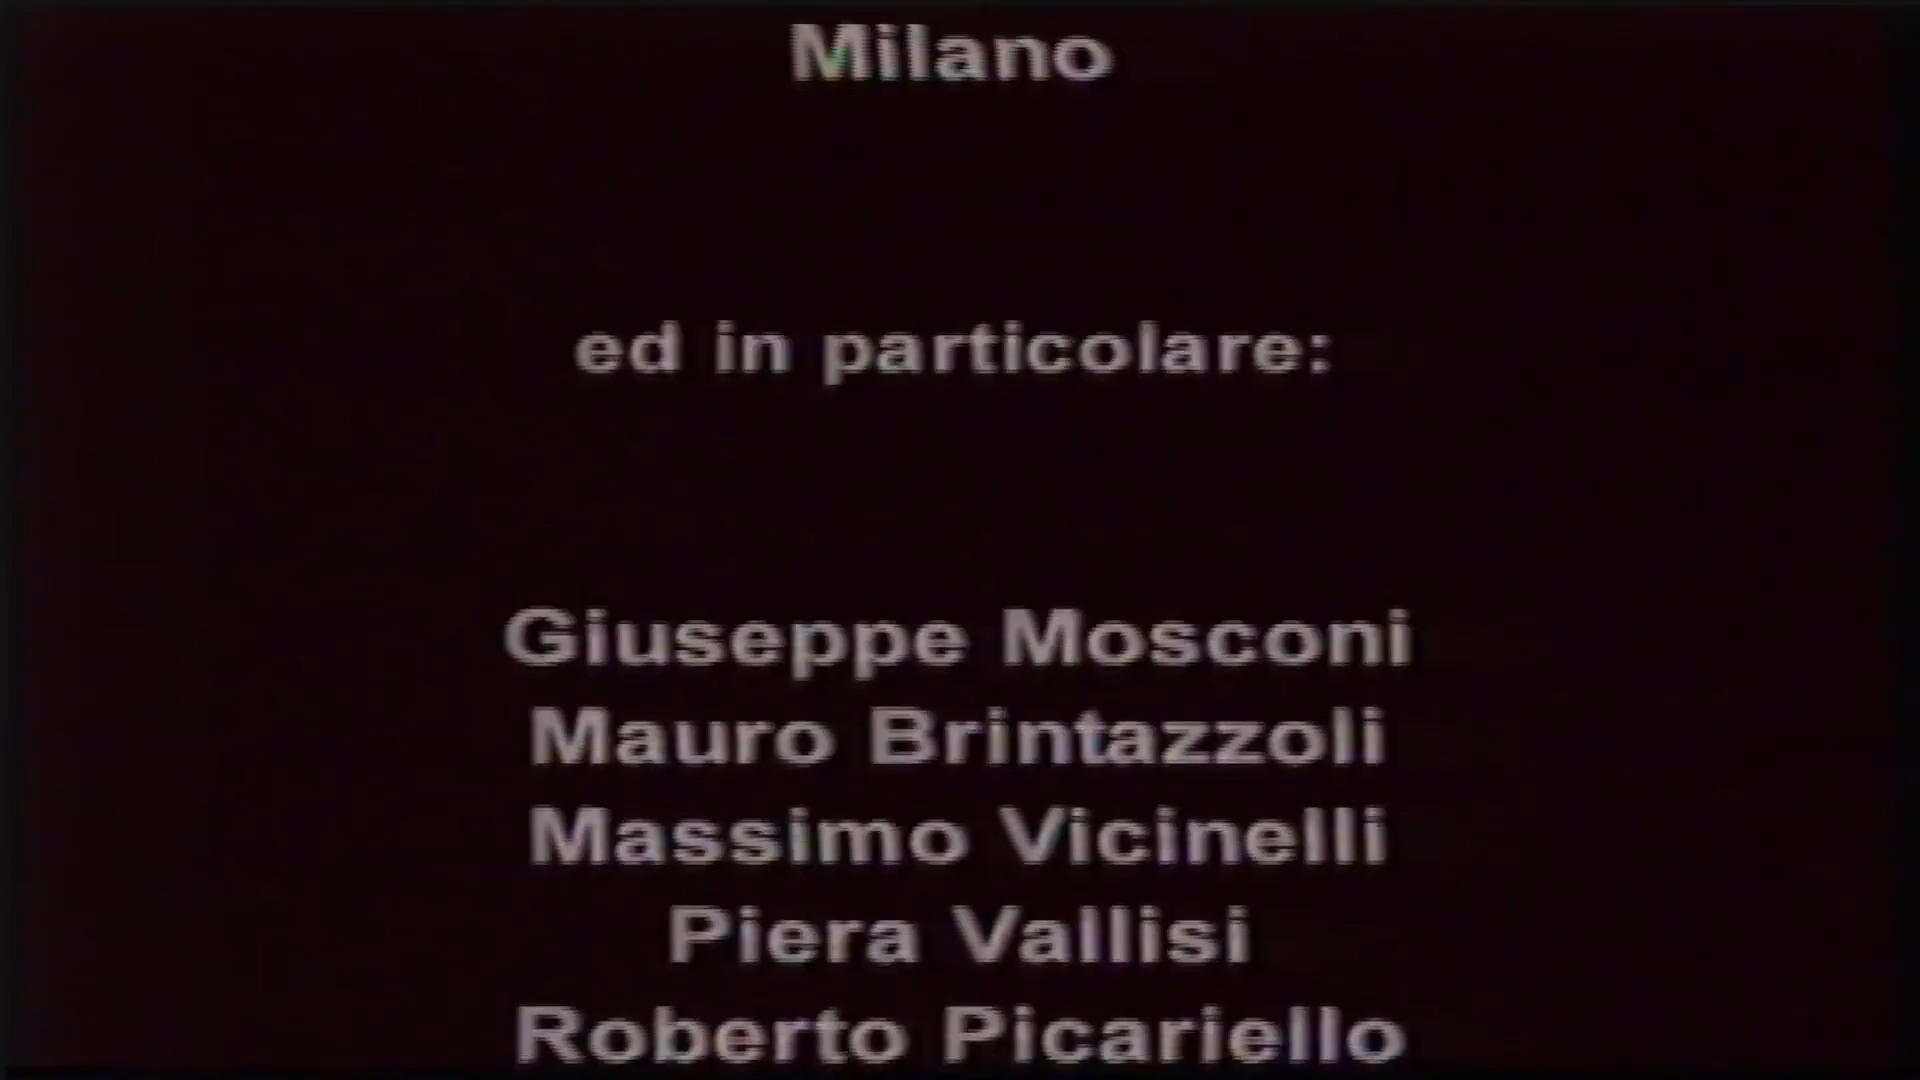 Milano
ed in particolare:
Giuseppe Mosconi
Mauro Brintazzoli
Massimo Vicinelli
Piera Vallisi
Roberto Picariello